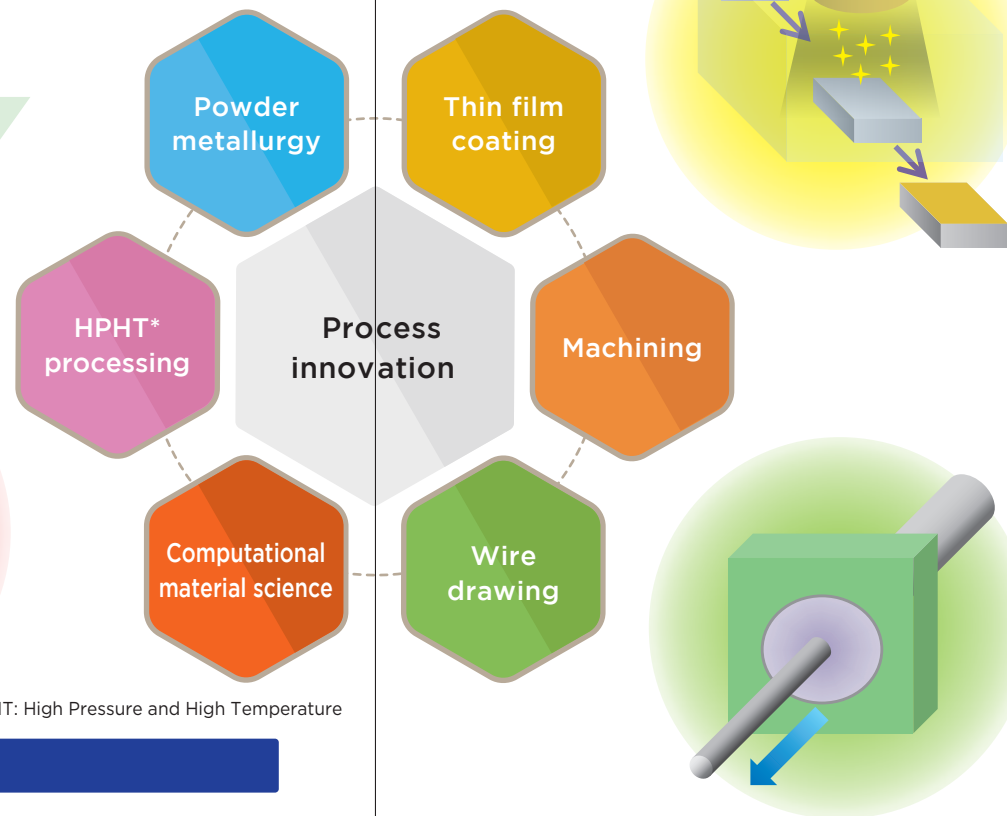 Powder
metallurgy
Thin film
coating
HPHT*
processing
Process
innovation
Machining
Computational
material science
Wire
drawing
T: High Pressure and High Temperature